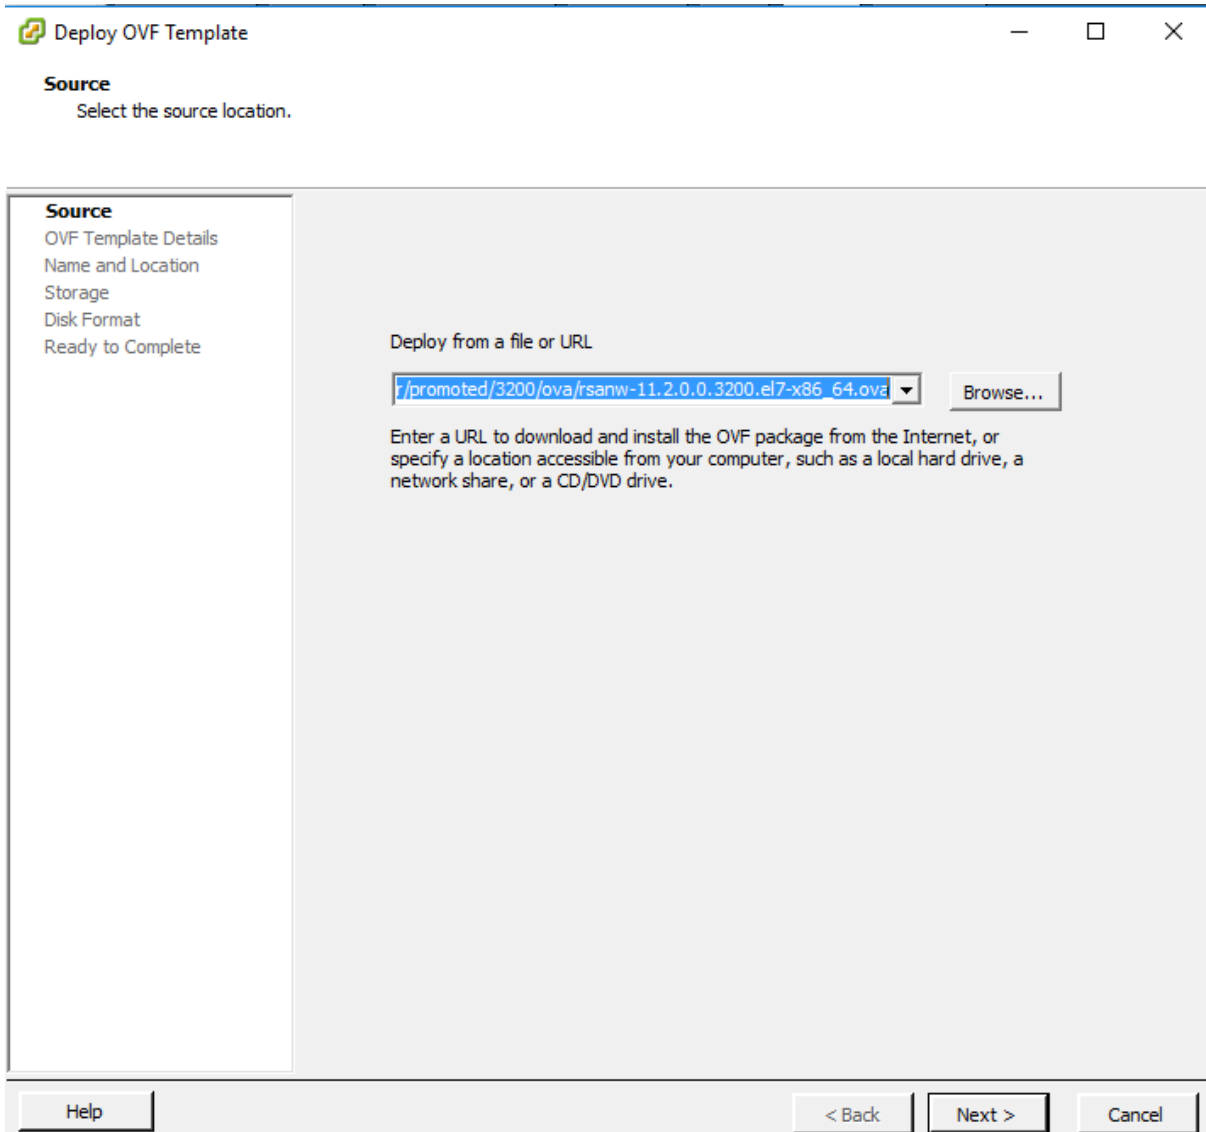 Deploy OVF Template
Source
Select the source location.
Source
OVF Template Details
Name and Location
Storage
Disk Format
Ready to Complete
Deploy from a file or URL
r/promoted/3200/ova/rsanw-11.2.0.0.3200.el7-x86_64.ova
Browse...
Enter a URL to download and install the OVF package from the Internet, or
specify a location accessible from your computer, such as a local hard drive, a
network share, or a CD/DVD drive.
Help
< Back
Next >
Cancel